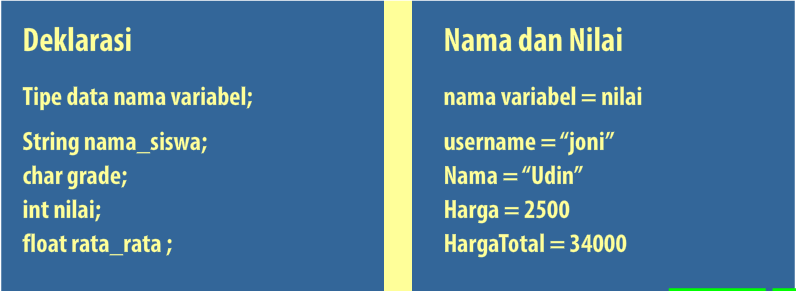 Deklarasi
Tipe data nama variabel;
String nama_siswa;
char grade;
int nilai;
float rata_rata ;
Nama dan Nilai
nama variabel = nilai
username = “joni”
Nama = “Udin”
Harga = 2500
HargaTotal = 34000